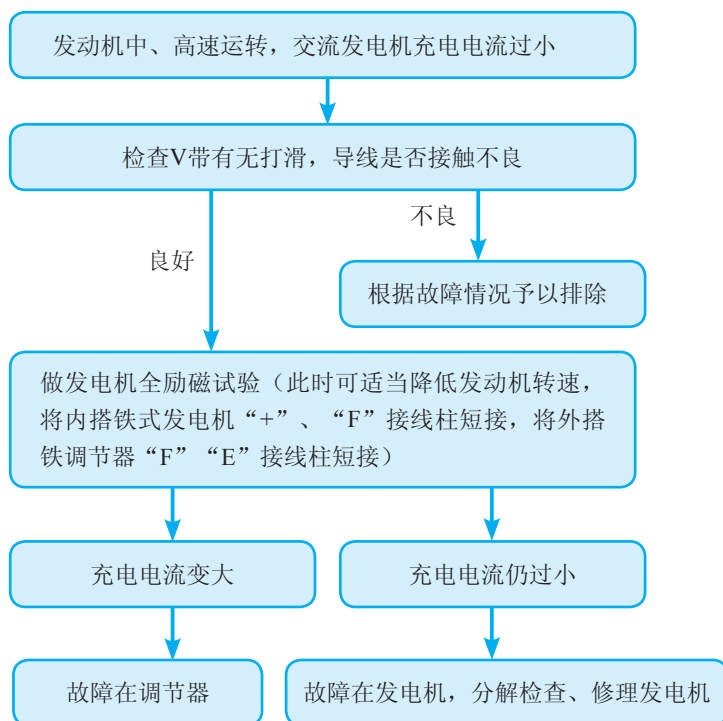 发动机中、高速运转，交流发电机充电电流过小
检查V带有无打滑，导线是否接触不良
不良
良好
根据故障情况予以排除
做发电机全励磁试验（此时可适当降低发动机转速，
将内搭铁式发电机“+”、“F”接线柱短接，将外搭
铁调节器“F”“E”接线柱短接）
充电电流变大
充电电流仍过小
故障在调节器
故障在发电机，分解检查、修理发电机